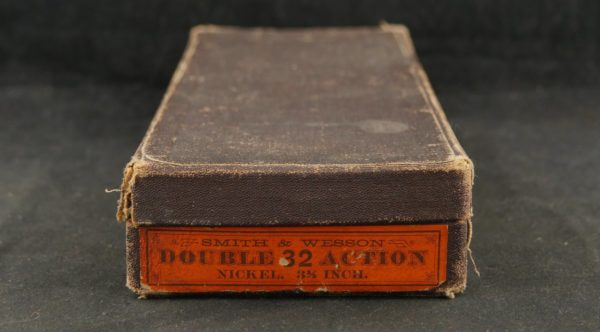 SMITH & WESSON
DOUBLE 32 ACTION
NICKEL. 3½ INCH.